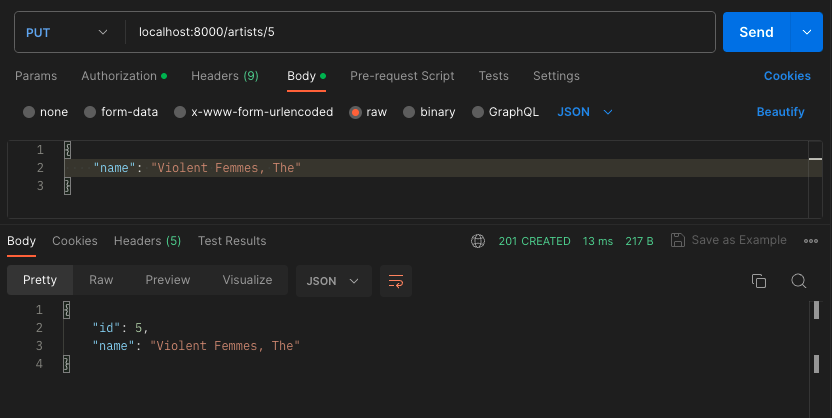 PUT localhost:8000/artists/5 Send
Params Authorization Headers (9) Body Pre-request Script Tests Settings Cookies
none form-data x-www-form-urlencoded raw binary GraphQL JSON Beautify
1 {
2 "name": "Violent Femmes, The"
3 }
Body Cookies Headers (5) Test Results 201 CREATED 13 ms 217 B Save as Example
Pretty Raw Preview Visualize JSON
1 {
2 "id": 5,
3 "name": "Violent Femmes, The"
4 }